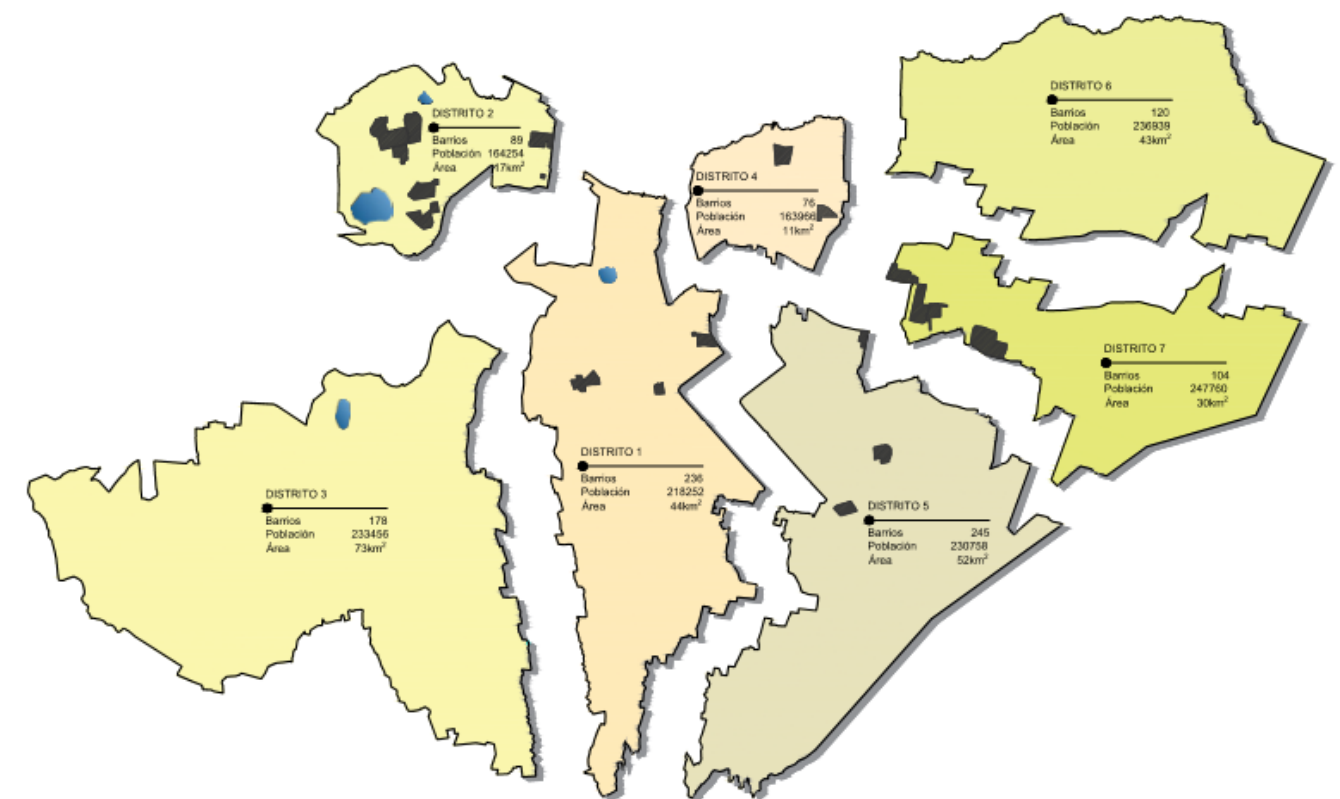 DISTRITO 6
Barrios 120
Población 236939
Área 43km²
DISTRITO 2
Barrios 89
Población 164254
Área 17km²
DISTRITO 4
Barrios 76
Población 163966
Área 11km²
DISTRITO 7
Barrios 104
Población 247760
Área 30km²
DISTRITO 1
Barrios 236
Población 218252
Área 44km²
DISTRITO 3
Barrios 178
Población 233456
Área 73km²
DISTRITO 5
Barrios 245
Población 230758
Área 52km²